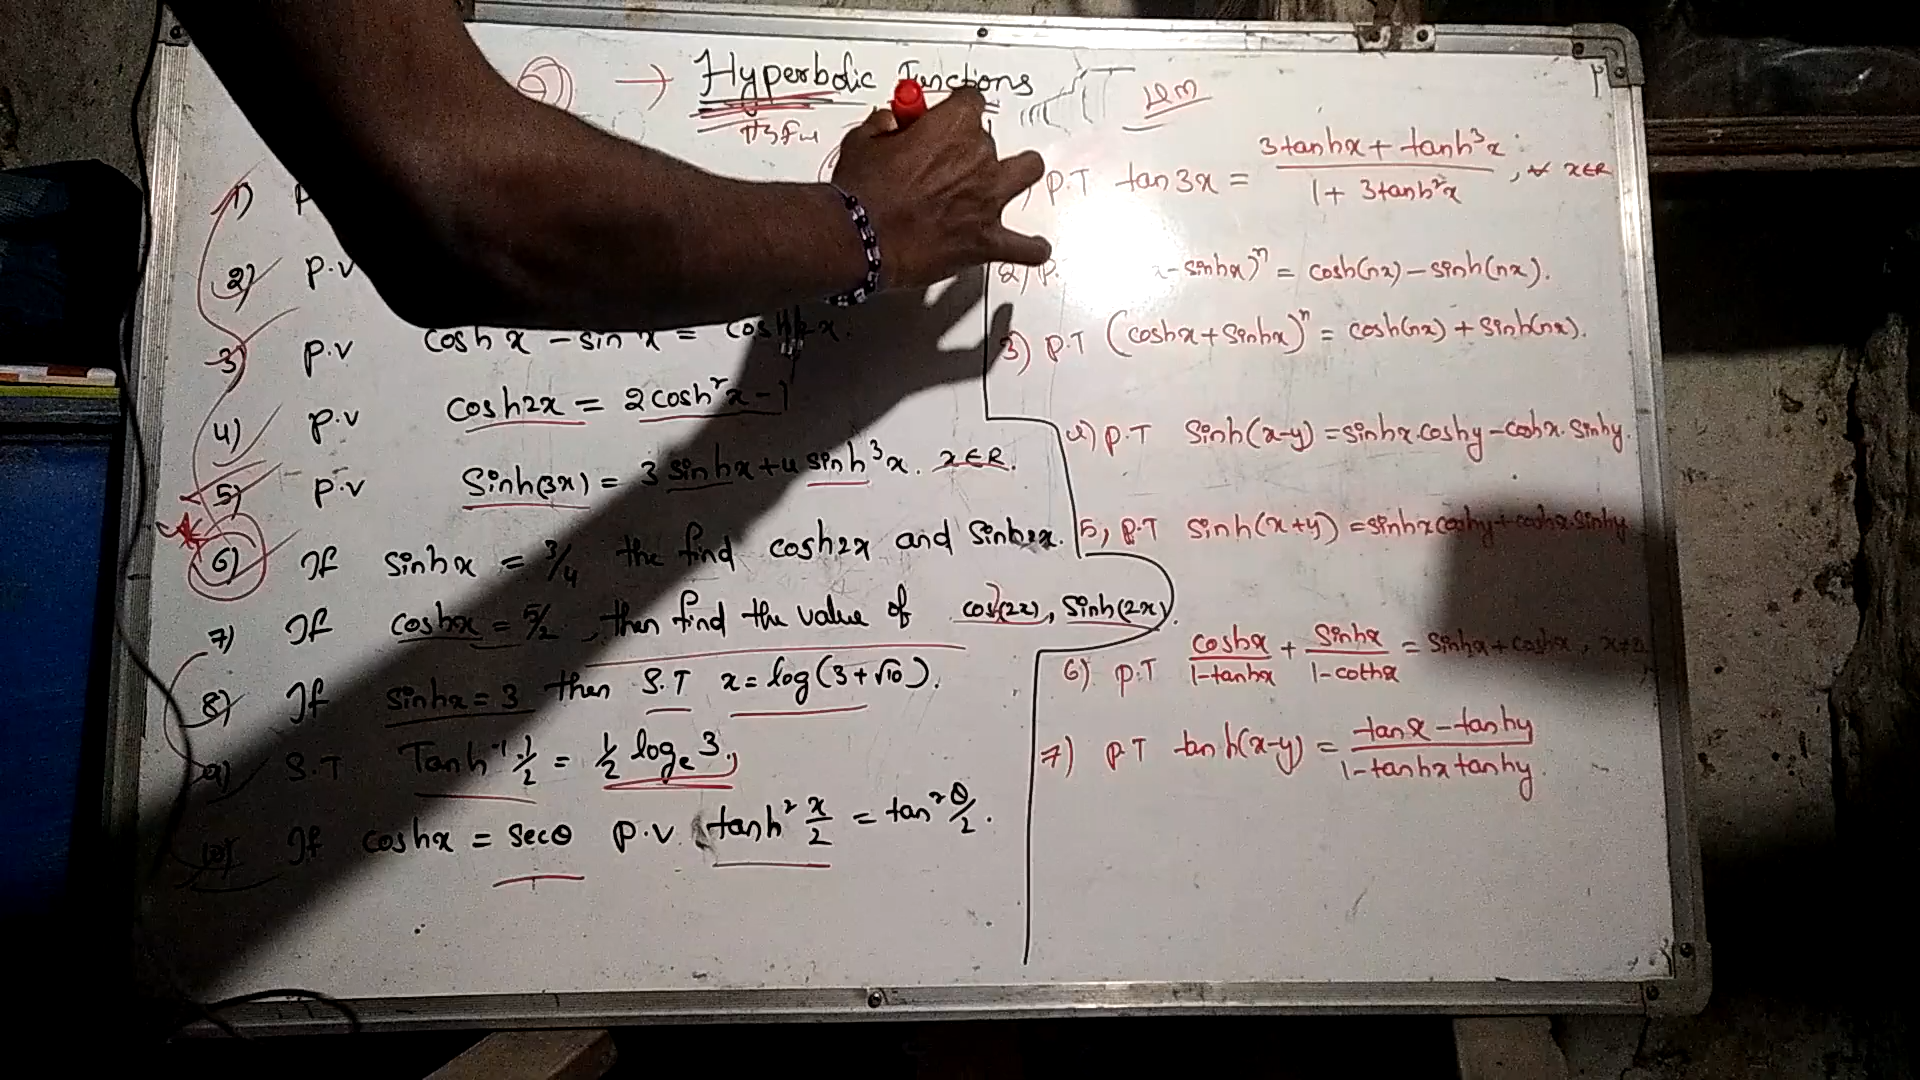 → Hyperbolic Functions
4M
1) P
2) P.V
3) P.V cosh x - sin x = cosh 2x.
4) P.V cosh2x = 2cosh²x - 1
5) P.V Sinh(3x) = 3 sinhx + 4 sinh³x. x∈R.
6) If sinhx = 3/4 the find cosh2x and Sinh2x.
7) If coshx = 5/2, then find the value of cosh(2x), Sinh(2x).
8) If sinhx = 3 then S.T x = log(3+√10).
9) S.T Tanh⁻¹ 1/2 = 1/2 logₑ 3.
10) If coshx = secθ P.V. tanh² x/2 = tan² θ/2.
P.T tan3x = (3tanhx + tanh³x)/(1 + 3tanh²x), ∀ x∈R
2) P. x - sinhx)ⁿ = cosh(nx) - sinh(nx).
3) P.T (coshx + Sinhx)ⁿ = cosh(nx) + Sinh(nx).
4) P.T Sinh(x-y) = sinhx.coshy - coshx.Sinhy.
5, P.T sinh(x+y) = sinhx coshy + coshx.Sinhy
6) P.T coshx/(1-tanhx) + Sinhx/(1-cothx) = Sinhx + coshx,
7) P.T tanh(x-y) = (tanx - tanhy)/(1-tanhx tanhy).